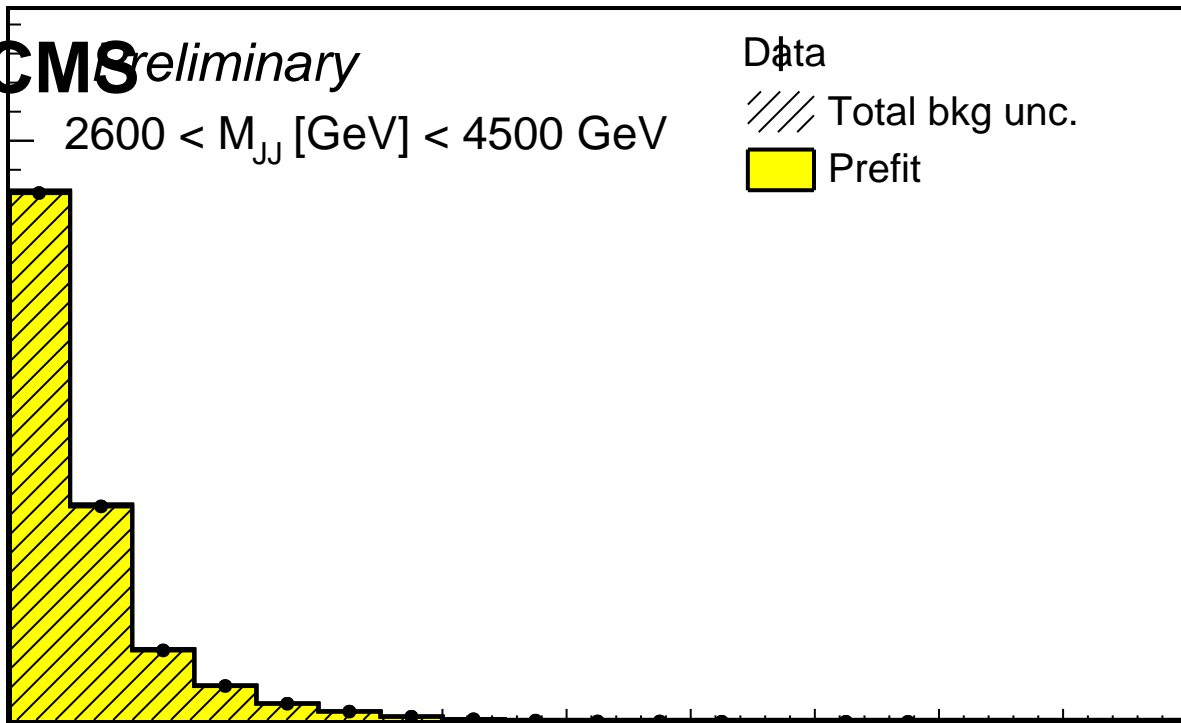 CMS Preliminary
2600 < M_JJ [GeV] < 4500 GeV
Data
Total bkg unc.
Prefit